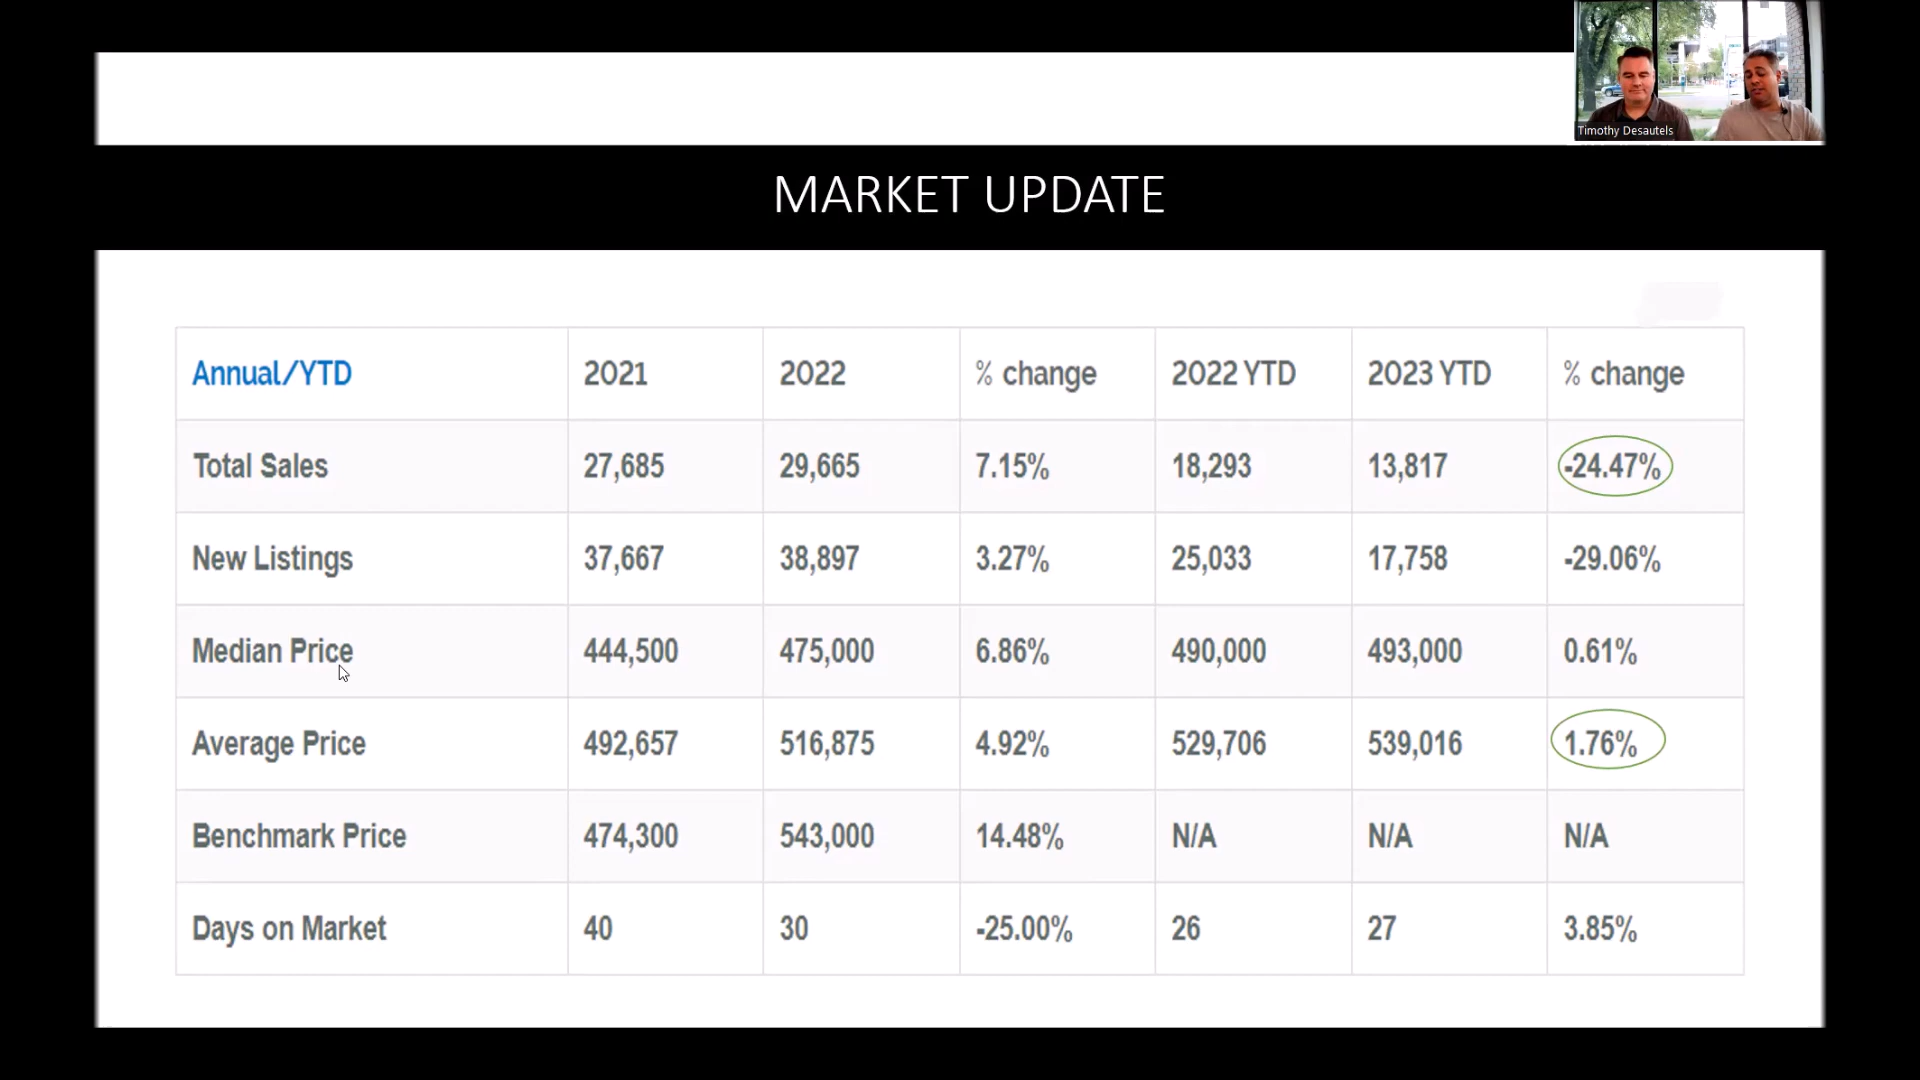 Timothy Desautels
MARKET UPDATE
Annual/YTD 2021 2022 % change 2022 YTD 2023 YTD % change
Total Sales 27,685 29,665 7.15% 18,293 13,817 -24.47%
New Listings 37,667 38,897 3.27% 25,033 17,758 -29.06%
Median Price 444,500 475,000 6.86% 490,000 493,000 0.61%
Average Price 492,657 516,875 4.92% 529,706 539,016 1.76%
Benchmark Price 474,300 543,000 14.48% N/A N/A N/A
Days on Market 40 30 -25.00% 26 27 3.85%